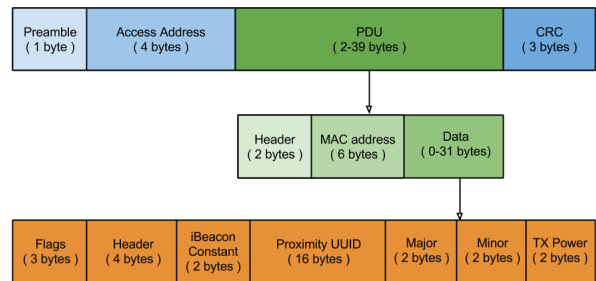 Preamble
( 1 byte )
Access Address
( 4 bytes )
PDU
( 2-39 bytes )
CRC
( 3 bytes )
Header
( 2 bytes )
MAC address
( 6 bytes )
Data
( 0-31 bytes)
Flags
( 3 bytes )
Header
( 4 bytes )
iBeacon
Constant
( 2 bytes )
Proximity UUID
( 16 bytes )
Major
( 2 bytes )
Minor
( 2 bytes )
TX Power
( 2 bytes )